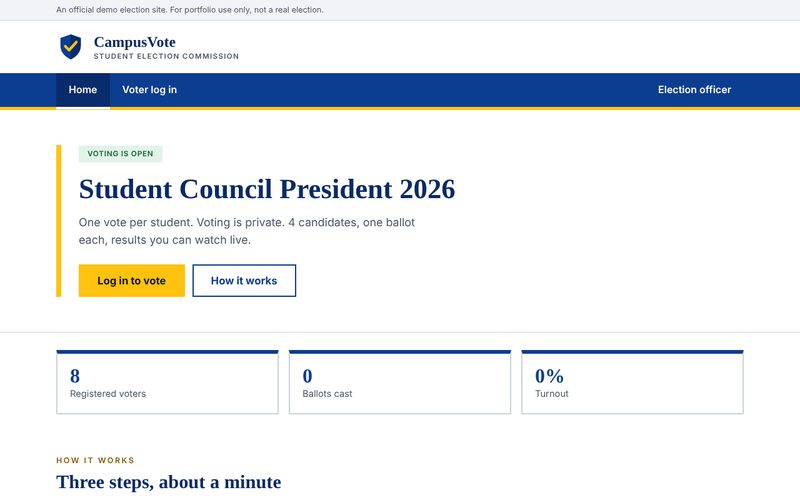 An official demo election site. For portfolio use only, not a real election.
CampusVote
STUDENT ELECTION COMMISSION
Home Voter log in Election officer
VOTING IS OPEN
Student Council President 2026
One vote per student. Voting is private. 4 candidates, one ballot
each, results you can watch live.
Log in to vote How it works
8 0 0%
Registered voters Ballots cast Turnout
HOW IT WORKS
Three steps, about a minute